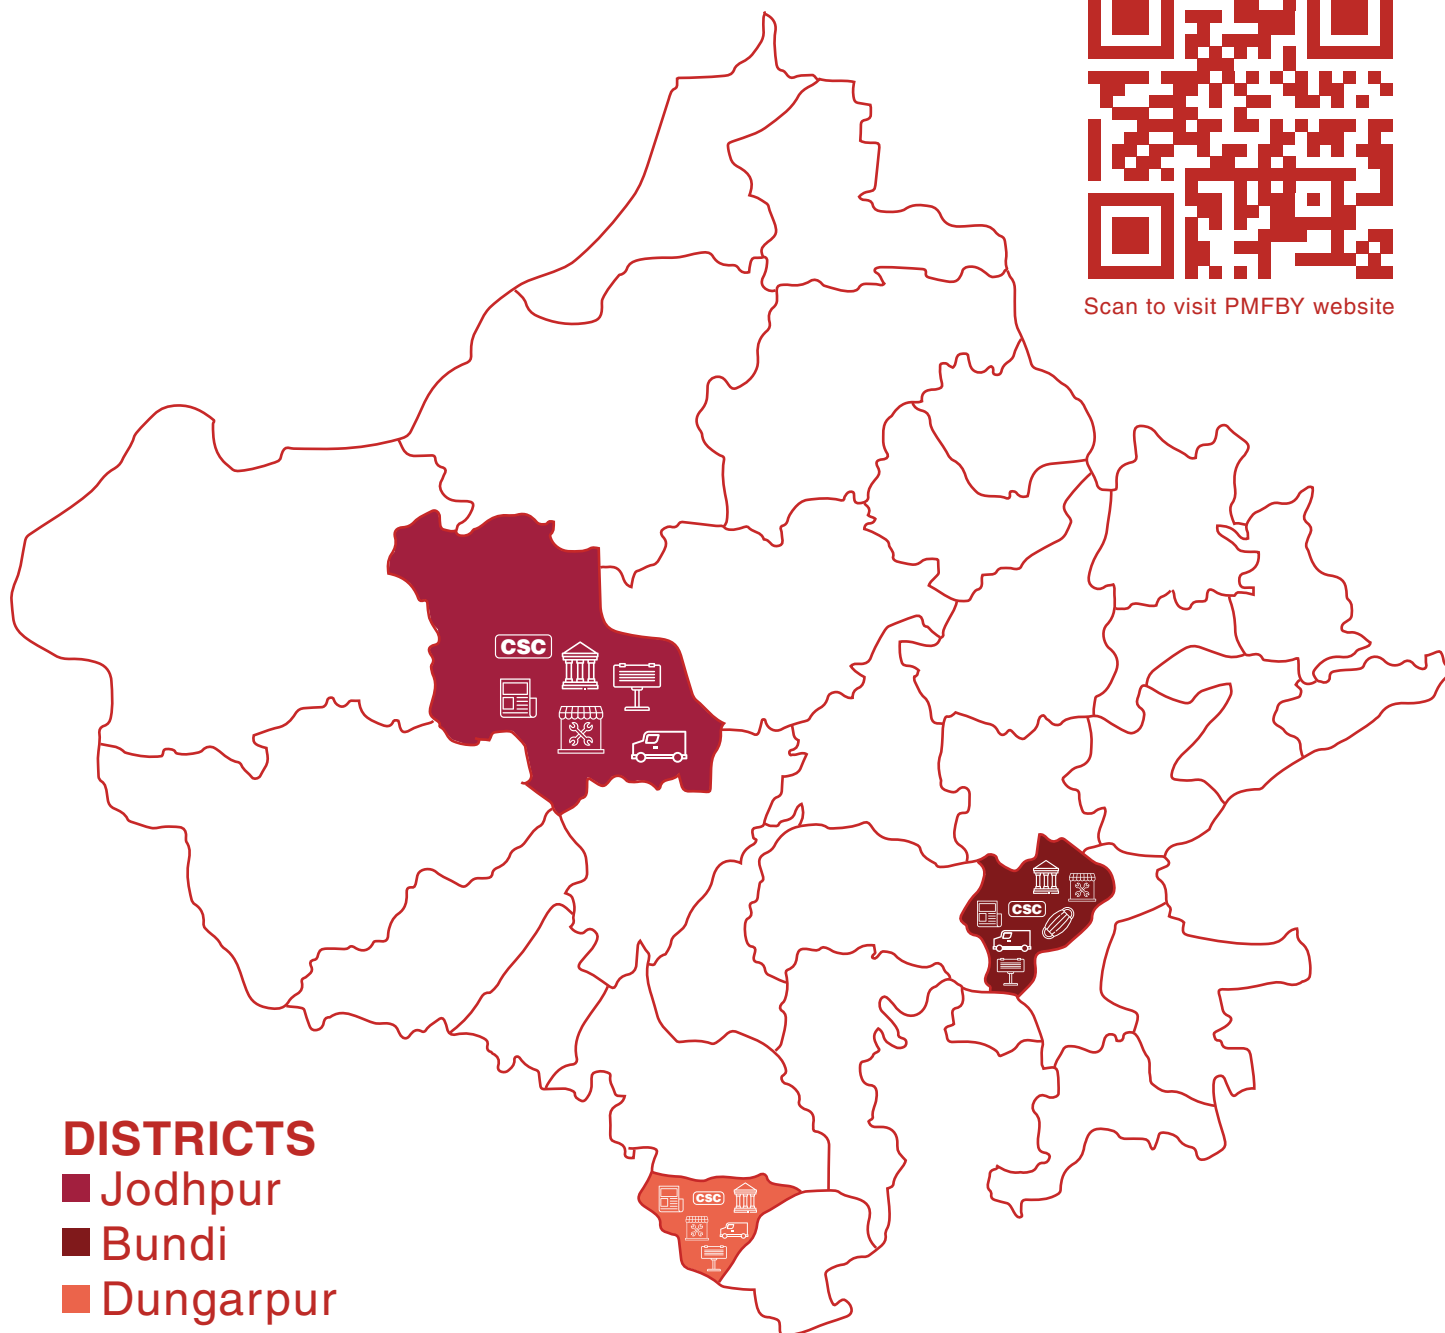 Scan to visit PMFBY website
CSC
CSC
CSC
DISTRICTS
Jodhpur
Bundi
Dungarpur